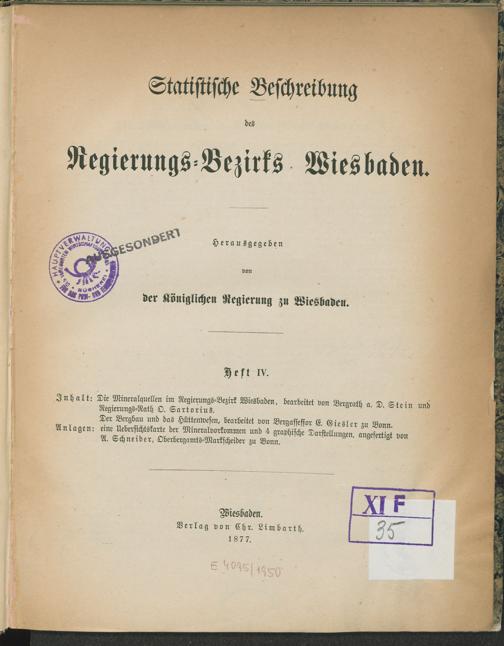 Statistische Beschreibung
des
Regierungs-Bezirks Wiesbaden.
AUSGESONDERT
HAUPTVERWALTUNG
Herausgegeben
von
der Königlichen Regierung zu Wiesbaden.
Heft IV.
Inhalt: Die Mineralquellen im Regierungs-Bezirk Wiesbaden, bearbeitet von Bergrath a. D. Stein und
Regierungs-Rath O. Sartorius.
Der Bergbau und das Hüttenwesen, bearbeitet von Bergassessor E. Giesler zu Bonn.
Anlagen: eine Uebersichtskarte der Mineralvorkommen und 4 graphische Darstellungen, angefertigt von
A. Schneider, Oberbergamts-Markscheider zu Bonn.
Wiesbaden.
Verlag von Chr. Limbarth.
1877.
XI F
35
E 4095/1950